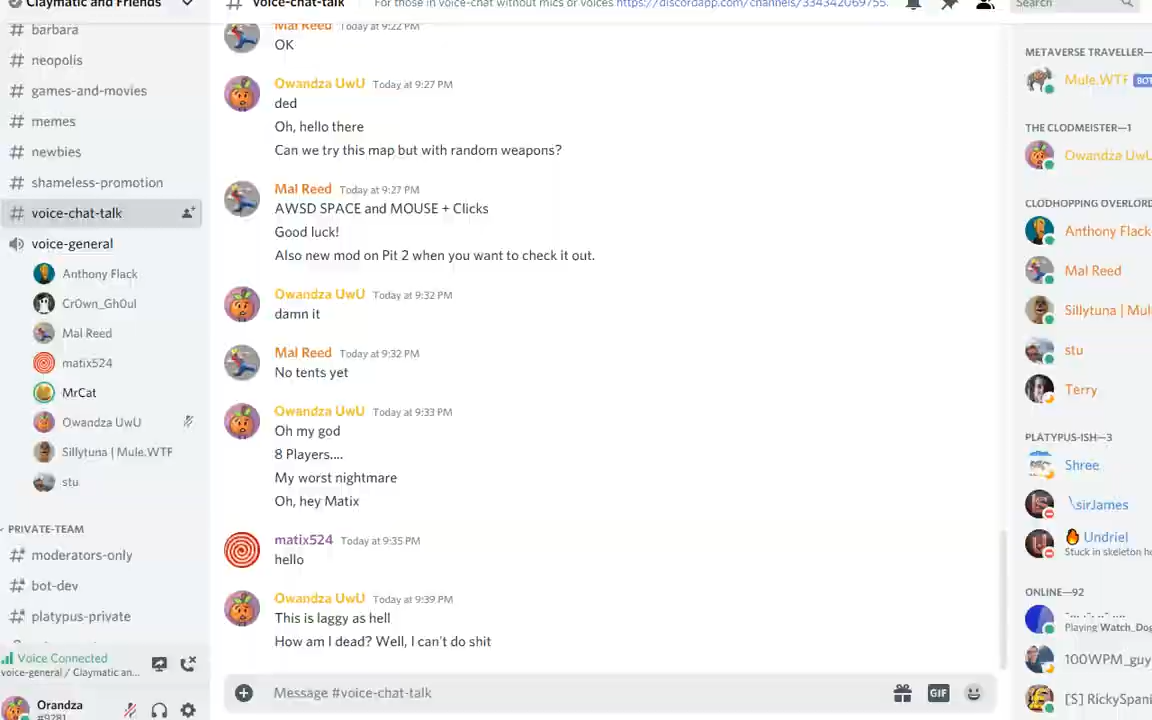 Claymatic and Friends
voice-chat-talk
For those in voice-chat without mics or voices https://discordapp.com/channels/334342069755...
Search
barbara
neopolis
games-and-movies
memes
newbies
shameless-promotion
voice-chat-talk
voice-general
Anthony Flack
Cr0wn_Gh0ul
Mal Reed
matix524
MrCat
Owandza UwU
Sillytuna | Mule.WTF
stu
PRIVATE-TEAM
moderators-only
bot-dev
platypus-private
Voice Connected
voice-general / Claymatic an...
Orandza
#9281
Mal Reed Today at 9:22 PM
OK
Owandza UwU Today at 9:27 PM
ded
Oh, hello there
Can we try this map but with random weapons?
Mal Reed Today at 9:27 PM
AWSD SPACE and MOUSE + Clicks
Good luck!
Also new mod on Pit 2 when you want to check it out.
Owandza UwU Today at 9:32 PM
damn it
Mal Reed Today at 9:32 PM
No tents yet
Owandza UwU Today at 9:33 PM
Oh my god
8 Players....
My worst nightmare
Oh, hey Matix
matix524 Today at 9:35 PM
hello
Owandza UwU Today at 9:39 PM
This is laggy as hell
How am I dead? Well, I can't do shit
Message #voice-chat-talk
GIF
METAVERSE TRAVELLER—
Mule.WTF BOT
THE CLODMEISTER—1
Owandza UwU
CLODHOPPING OVERLORD
Anthony Flack
Mal Reed
Sillytuna | Mul
stu
Terry
PLATYPUS-ISH—3
Shree
\sirJames
Undriel
Stuck in skeleton ho
ONLINE—92
Playing Watch_Dog
100WPM_guy
[S] RickySpani